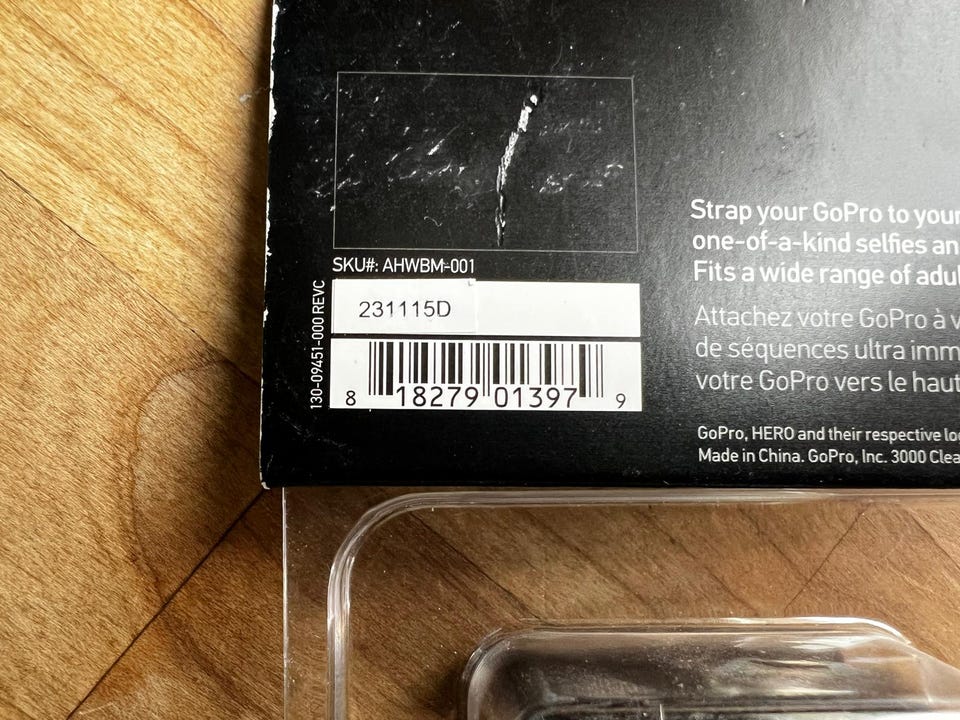 SKU#: AHWBM-001
231115D
130-09451-000 REVC
8 18279 01397 9
Strap your GoPro to your
one-of-a-kind selfies an
Fits a wide range of adul
Attachez votre GoPro à v
de séquences ultra imm
votre GoPro vers le haut
GoPro, HERO and their respective lo
Made in China. GoPro, Inc. 3000 Clea